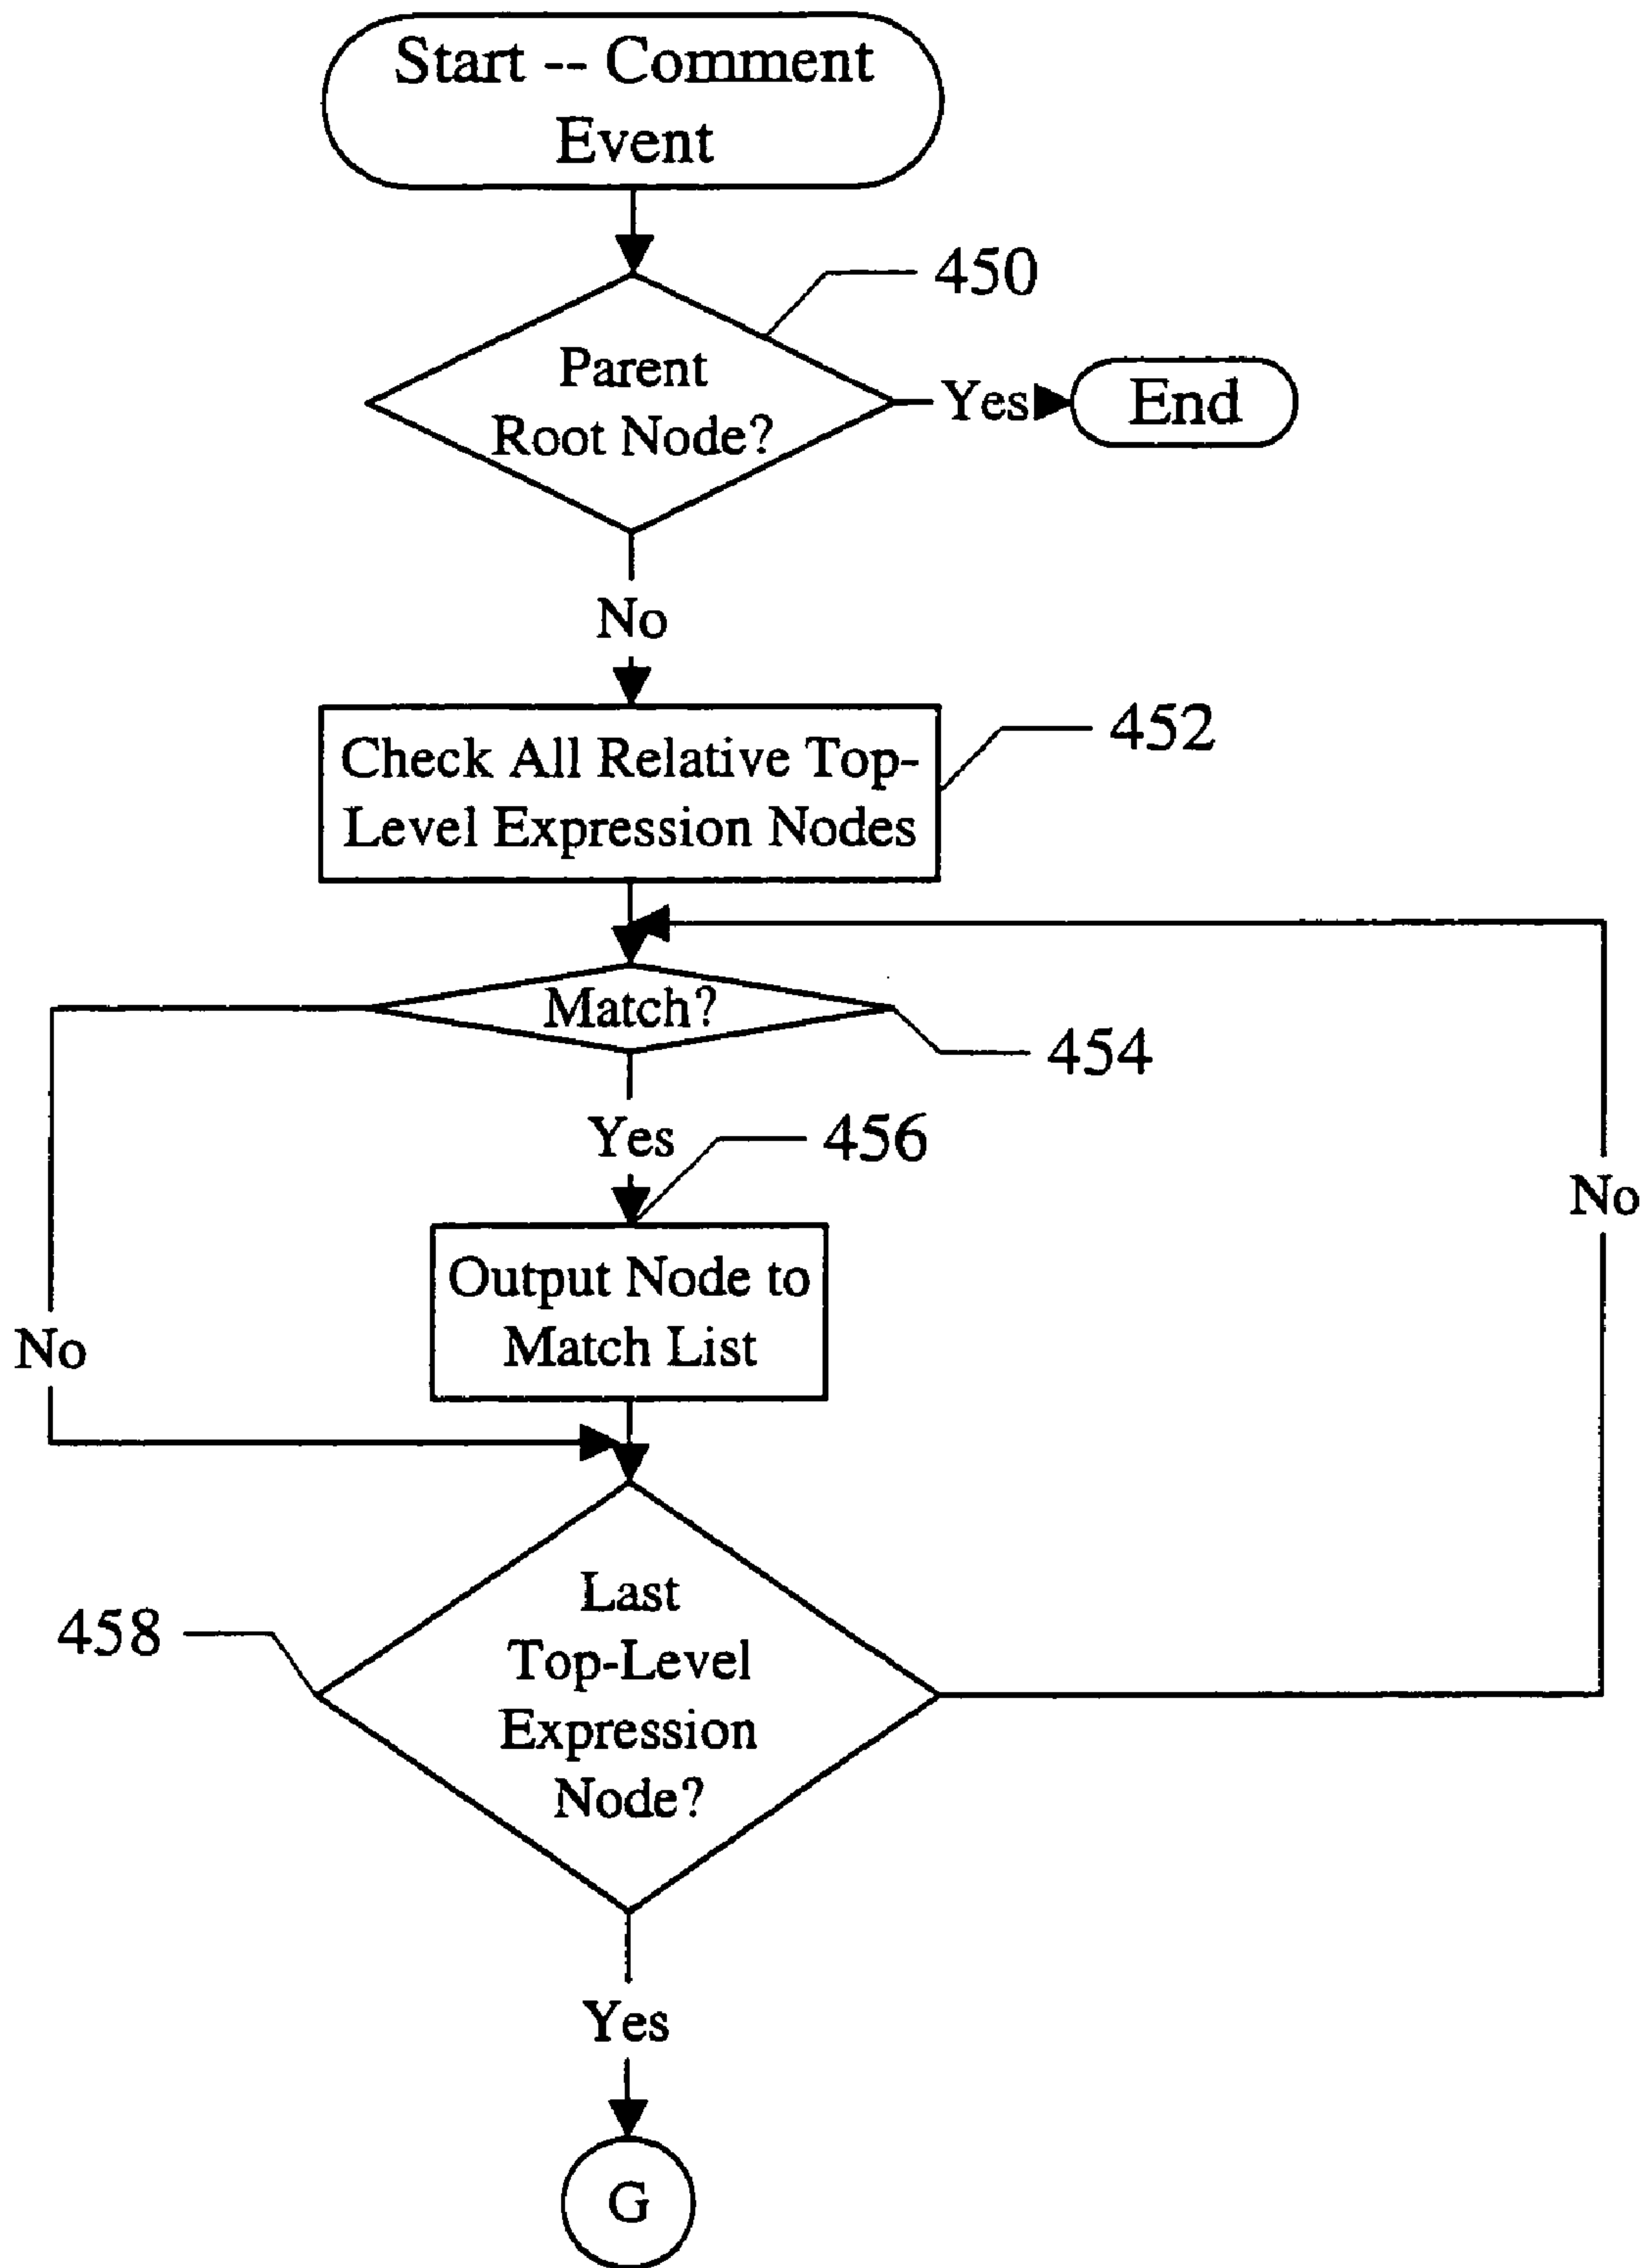 Start -- Comment
Event
450
Parent
Root Node?
Yes
End
No
452
Check All Relative Top-
Level Expression Nodes
Match?
454
Yes
456
No
Output Node to
Match List
No
458
Last
Top-Level
Expression
Node?
Yes
G